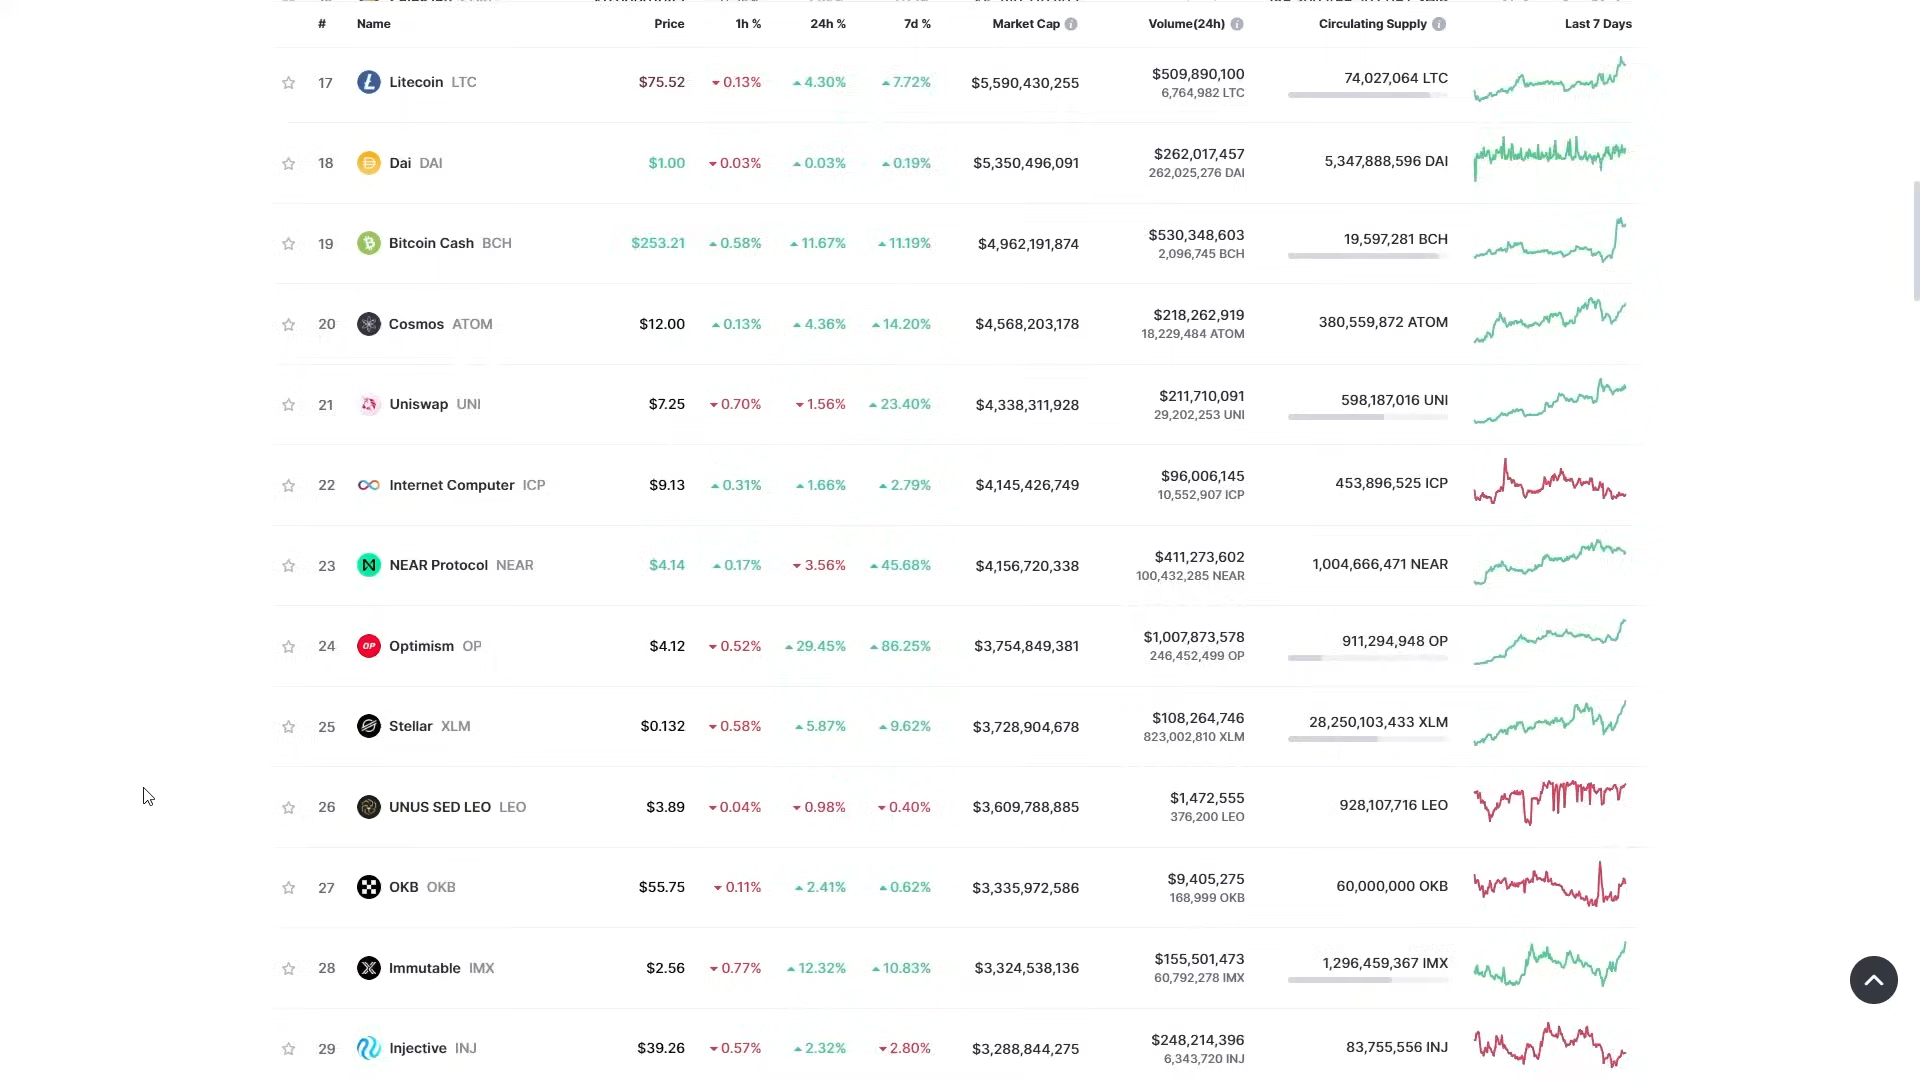 # Name Price 1h % 24h % 7d % Market Cap Volume(24h) Circulating Supply Last 7 Days
17 Litecoin LTC $75.52 0.13% 4.30% 7.72% $5,590,430,255 $509,890,100 74,027,064 LTC
6,764,982 LTC
18 Dai DAI $1.00 0.03% 0.03% 0.19% $5,350,496,091 $262,017,457 5,347,888,596 DAI
262,025,276 DAI
19 Bitcoin Cash BCH $253.21 0.58% 11.67% 11.19% $4,962,191,874 $530,348,603 19,597,281 BCH
2,096,745 BCH
20 Cosmos ATOM $12.00 0.13% 4.36% 14.20% $4,568,203,178 $218,262,919 380,559,872 ATOM
18,229,484 ATOM
21 Uniswap UNI $7.25 0.70% 1.56% 23.40% $4,338,311,928 $211,710,091 598,187,016 UNI
29,202,253 UNI
22 Internet Computer ICP $9.13 0.31% 1.66% 2.79% $4,145,426,749 $96,006,145 453,896,525 ICP
10,552,907 ICP
23 NEAR Protocol NEAR $4.14 0.17% 3.56% 45.68% $4,156,720,338 $411,273,602 1,004,666,471 NEAR
100,432,285 NEAR
24 Optimism OP $4.12 0.52% 29.45% 86.25% $3,754,849,381 $1,007,873,578 911,294,948 OP
246,452,499 OP
25 Stellar XLM $0.132 0.58% 5.87% 9.62% $3,728,904,678 $108,264,746 28,250,103,433 XLM
823,002,810 XLM
26 UNUS SED LEO LEO $3.89 0.04% 0.98% 0.40% $3,609,788,885 $1,472,555 928,107,716 LEO
376,200 LEO
27 OKB OKB $55.75 0.11% 2.41% 0.62% $3,335,972,586 $9,405,275 60,000,000 OKB
168,999 OKB
28 Immutable IMX $2.56 0.77% 12.32% 10.83% $3,324,538,136 $155,501,473 1,296,459,367 IMX
60,792,278 IMX
29 Injective INJ $39.26 0.57% 2.32% 2.80% $3,288,844,275 $248,214,396 83,755,556 INJ
6,343,720 INJ